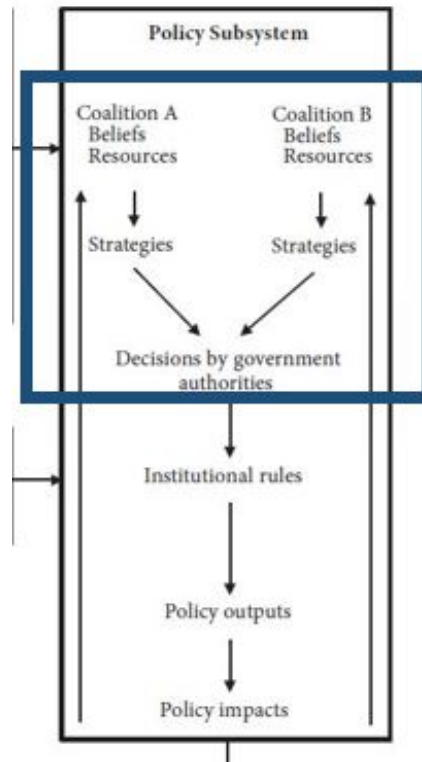 Policy Subsystem
Coalition A
Beliefs
Resources
Coalition B
Beliefs
Resources
Strategies
Strategies
Decisions by government
authorities
Institutional rules
Policy outputs
Policy impacts